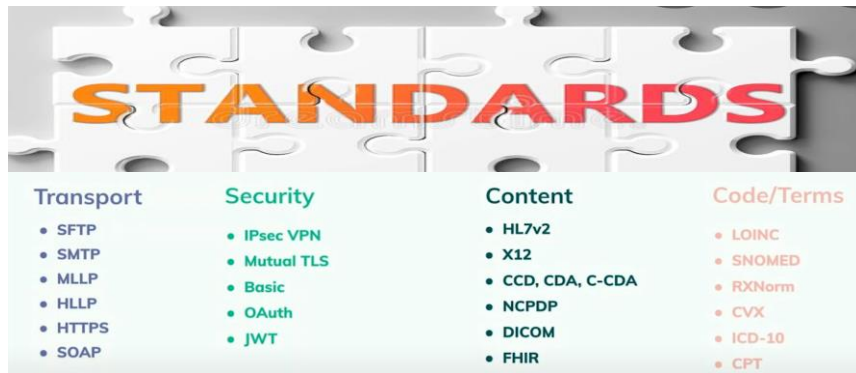 STANDARDS
Transport
SFTP
SMTP
MLLP
HLLP
HTTPS
SOAP
Security
IPsec VPN
Mutual TLS
Basic
OAuth
JWT
Content
HL7v2
X12
CCD, CDA, C-CDA
NCPDP
DICOM
FHIR
Code/Terms
LOINC
SNOMED
RXNorm
CVX
ICD-10
CPT